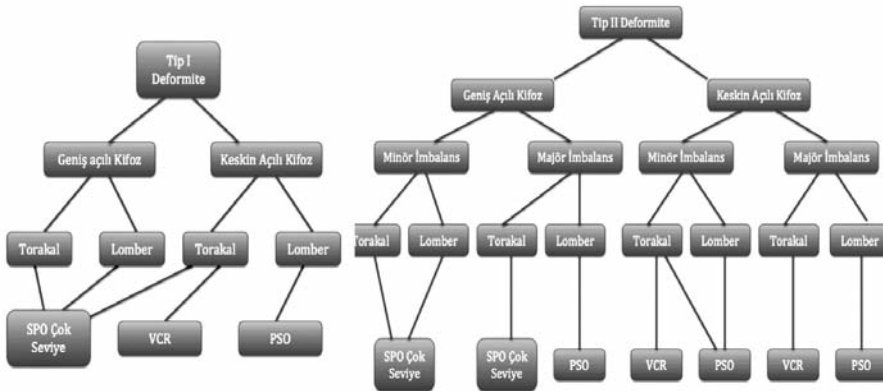 Tip I
Deformite
Geniş açılı Kifoz
Keskin Açılı Kifoz
Torakal
Lomber
Torakal
Lomber
SPO Çok
Seviye
VCR
PSO
Tip II Deformite
Geniş Açılı Kifoz
Keskin Açılı Kifoz
Minör İmbalans
Majör İmbalans
Minör İmbalans
Majör İmbalans
Torakal
Lomber
Torakal
Lomber
Torakal
Lomber
Torakal
Lomber
SPO Çok
Seviye
SPO Çok
Seviye
PSO
VCR
PSO
VCR
PSO